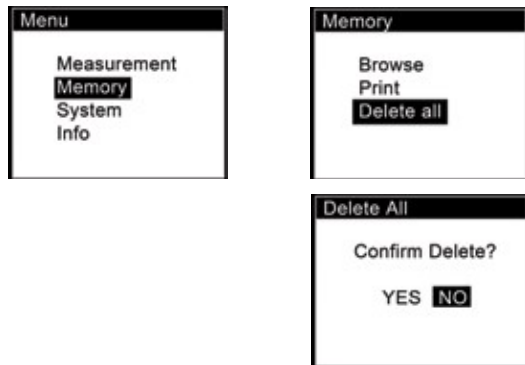 Menu
Measurement
Memory
System
Info
Memory
Browse
Print
Delete all
Delete All
Confirm Delete?
YES NO